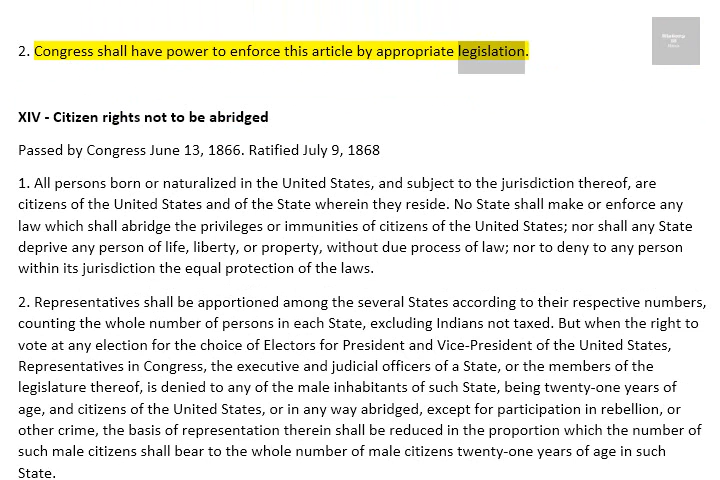 2. Congress shall have power to enforce this article by appropriate legislation.
XIV - Citizen rights not to be abridged
Passed by Congress June 13, 1866. Ratified July 9, 1868
1. All persons born or naturalized in the United States, and subject to the jurisdiction thereof, are
citizens of the United States and of the State wherein they reside. No State shall make or enforce any
law which shall abridge the privileges or immunities of citizens of the United States; nor shall any State
deprive any person of life, liberty, or property, without due process of law; nor to deny to any person
within its jurisdiction the equal protection of the laws.
2. Representatives shall be apportioned among the several States according to their respective numbers,
counting the whole number of persons in each State, excluding Indians not taxed. But when the right to
vote at any election for the choice of Electors for President and Vice-President of the United States,
Representatives in Congress, the executive and judicial officers of a State, or the members of the
legislature thereof, is denied to any of the male inhabitants of such State, being twenty-one years of
age, and citizens of the United States, or in any way abridged, except for participation in rebellion, or
other crime, the basis of representation therein shall be reduced in the proportion which the number of
such male citizens shall bear to the whole number of male citizens twenty-one years of age in such
State.